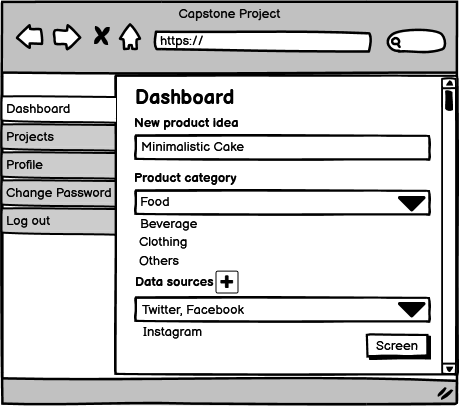 Capstone Project
https://
Dashboard
Projects
Profile
Change Password
Log out
Dashboard
New product idea
Minimalistic Cake
Product category
Food
Beverage
Clothing
Others
Data sources
Twitter, Facebook
Instagram
Screen